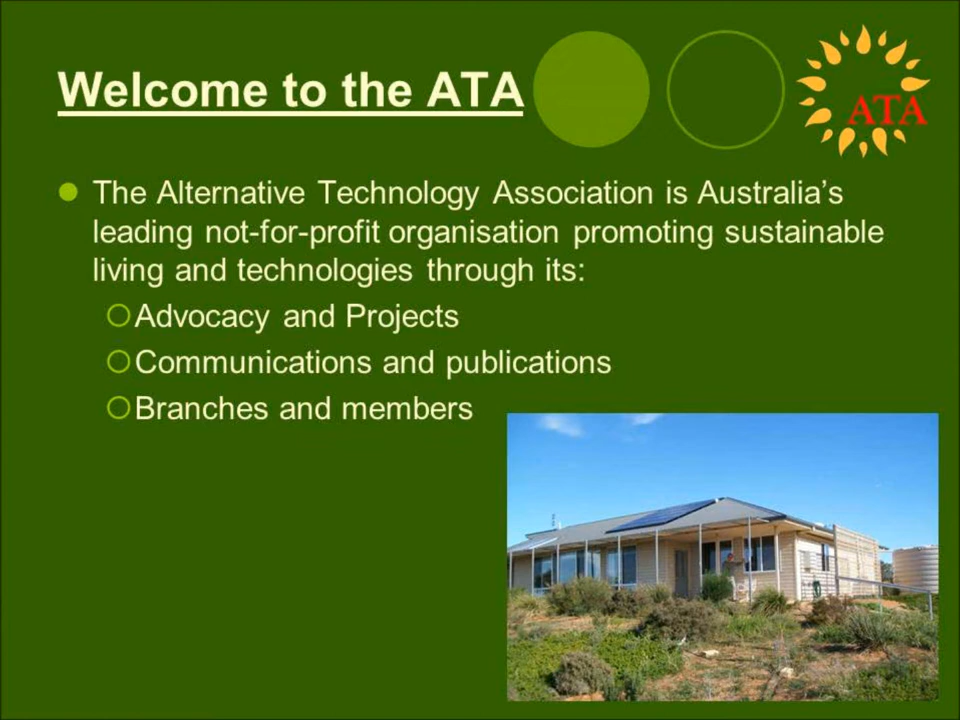 Welcome to the ATA
ATA
The Alternative Technology Association is Australia's
leading not-for-profit organisation promoting sustainable
living and technologies through its:
Advocacy and Projects
Communications and publications
Branches and members